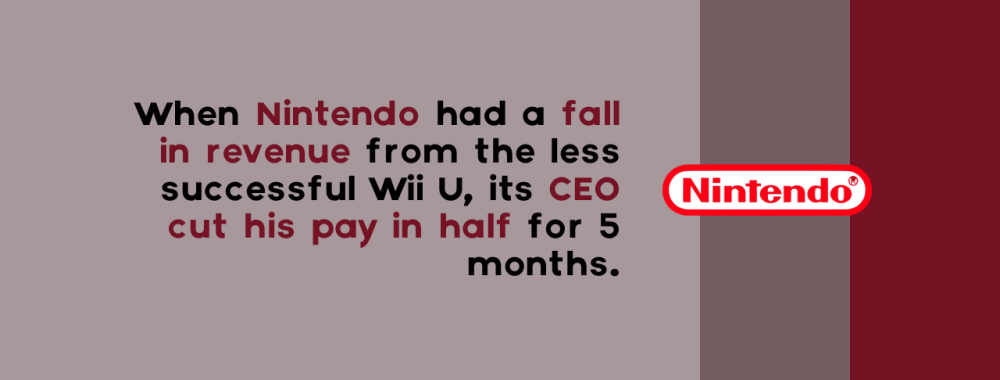 When Nintendo had a fall
in revenue from the less
successful Wii U, its CEO
cut his pay in half for 5
months.
Nintendo®